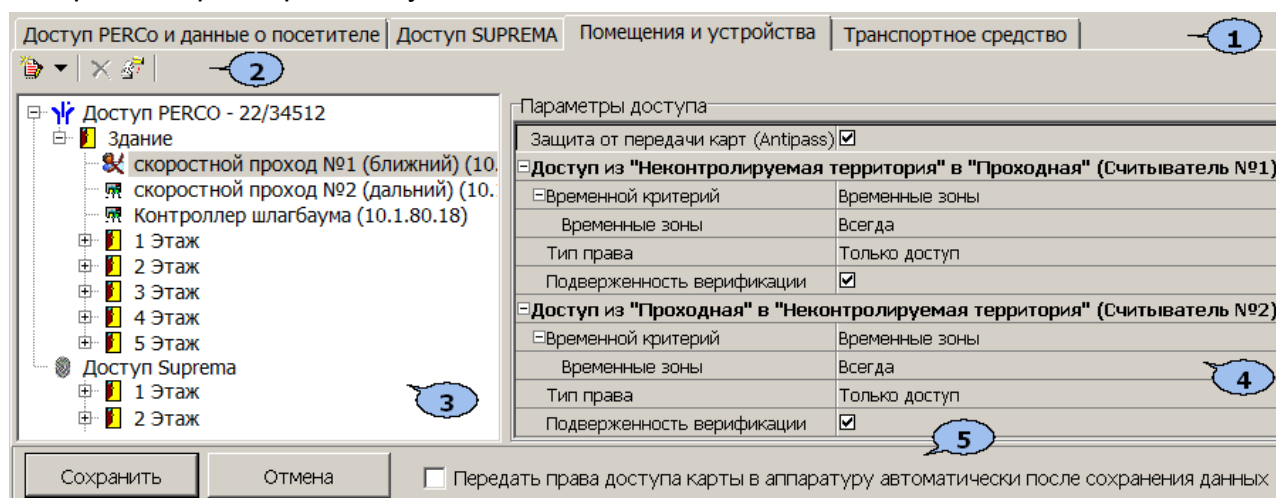 Доступ PERCo и данные о посетителе Доступ SUPREMA Помещения и устройства Транспортное средство 1
2
Доступ PERCO - 22/34512
Здание
скоростной проход №1 (ближний) (10.
скоростной проход №2 (дальний) (10.
Контроллер шлагбаума (10.1.80.18)
1 Этаж
2 Этаж
3 Этаж
4 Этаж
5 Этаж
Доступ Suprema
1 Этаж
2 Этаж
3
Параметры доступа
Защита от передачи карт (Antipass)
Доступ из "Неконтролируемая территория" в "Проходная" (Считыватель №1)
Временной критерий Временные зоны
Временные зоны Всегда
Тип права Только доступ
Подверженность верификации
Доступ из "Проходная" в "Неконтролируемая территория" (Считыватель №2)
Временной критерий Временные зоны
Временные зоны Всегда
4
Тип права Только доступ
Подверженность верификации
5
Сохранить Отмена Передать права доступа карты в аппаратуру автоматически после сохранения данных